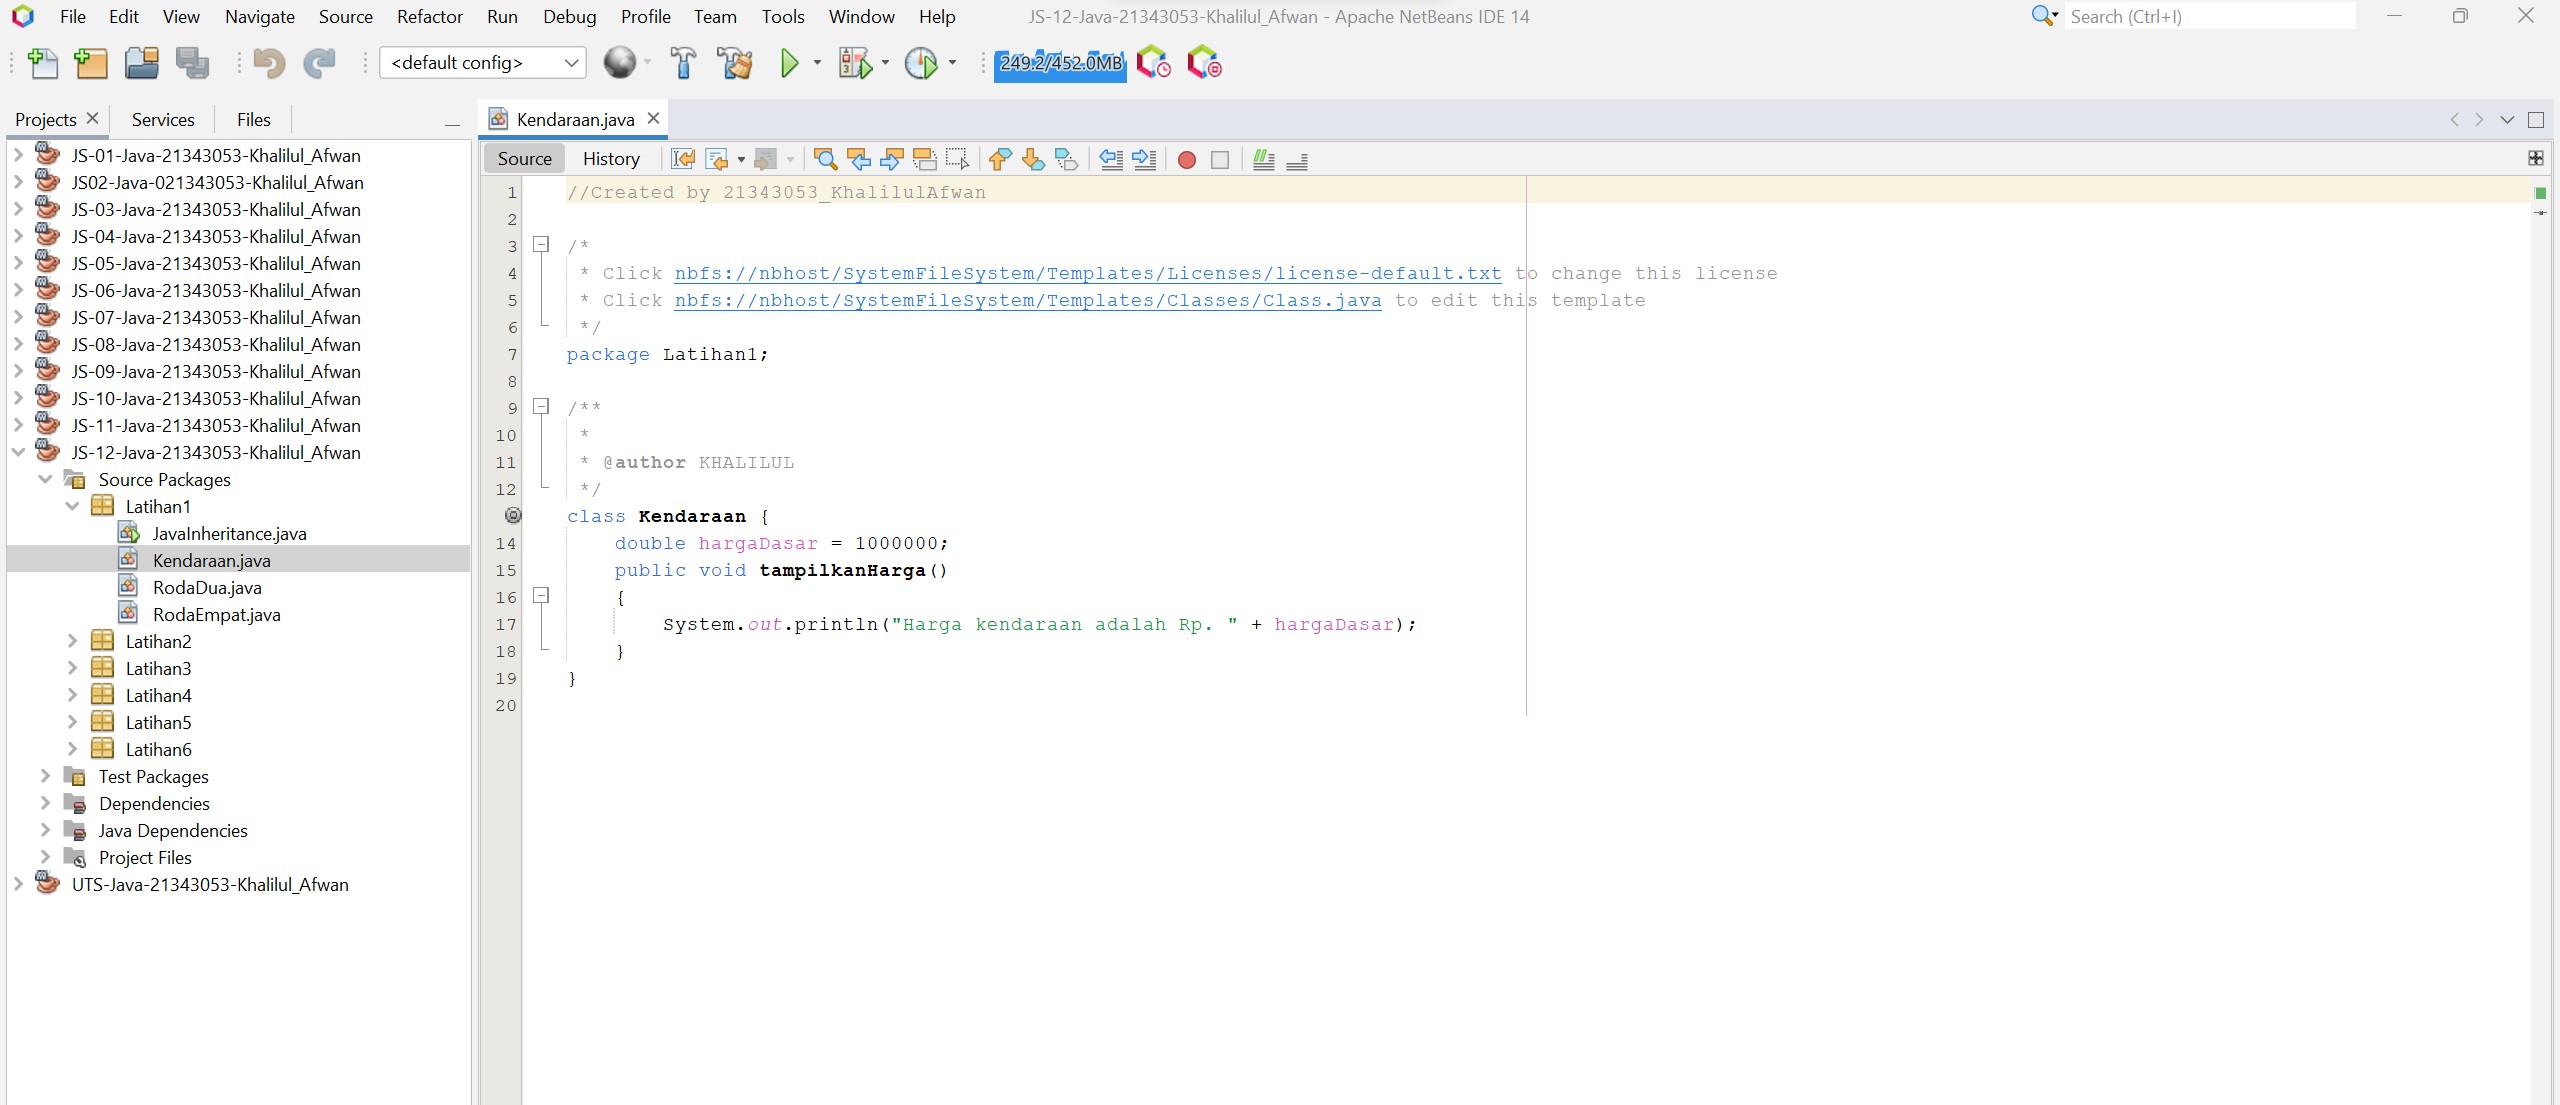 File Edit View Navigate Source Refactor Run Debug Profile Team Tools Window Help JS-12-Java-21343053-Khalilul_Afwan - Apache NetBeans IDE 14 Search (Ctrl+I)
<default config> 249.2/452.0MB
Projects Services Files
JS-01-Java-21343053-Khalilul_Afwan
JS02-Java-021343053-Khalilul_Afwan
JS-03-Java-21343053-Khalilul_Afwan
JS-04-Java-21343053-Khalilul_Afwan
JS-05-Java-21343053-Khalilul_Afwan
JS-06-Java-21343053-Khalilul_Afwan
JS-07-Java-21343053-Khalilul_Afwan
JS-08-Java-21343053-Khalilul_Afwan
JS-09-Java-21343053-Khalilul_Afwan
JS-10-Java-21343053-Khalilul_Afwan
JS-11-Java-21343053-Khalilul_Afwan
JS-12-Java-21343053-Khalilul_Afwan
Source Packages
Latihan1
JavaInheritance.java
Kendaraan.java
RodaDua.java
RodaEmpat.java
Latihan2
Latihan3
Latihan4
Latihan5
Latihan6
Test Packages
Dependencies
Java Dependencies
Project Files
UTS-Java-21343053-Khalilul_Afwan
Kendaraan.java
Source History
1 //Created by 21343053_KhalilulAfwan
2
3 /*
4 * Click nbfs://nbhost/SystemFileSystem/Templates/Licenses/license-default.txt to change this license
5 * Click nbfs://nbhost/SystemFileSystem/Templates/Classes/Class.java to edit this template
6 */
7 package Latihan1;
8
9 /**
10 *
11 * @author KHALILUL
12 */
class Kendaraan {
14 double hargaDasar = 1000000;
15 public void tampilkanHarga()
16 {
17 System.out.println("Harga kendaraan adalah Rp. " + hargaDasar);
18 }
19 }
20